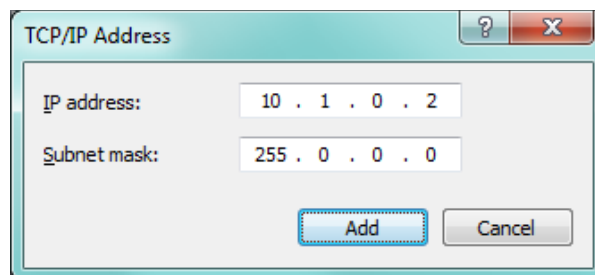 TCP/IP Address
IP address: 10 . 1 . 0 . 2
Subnet mask: 255 . 0 . 0 . 0
Add Cancel